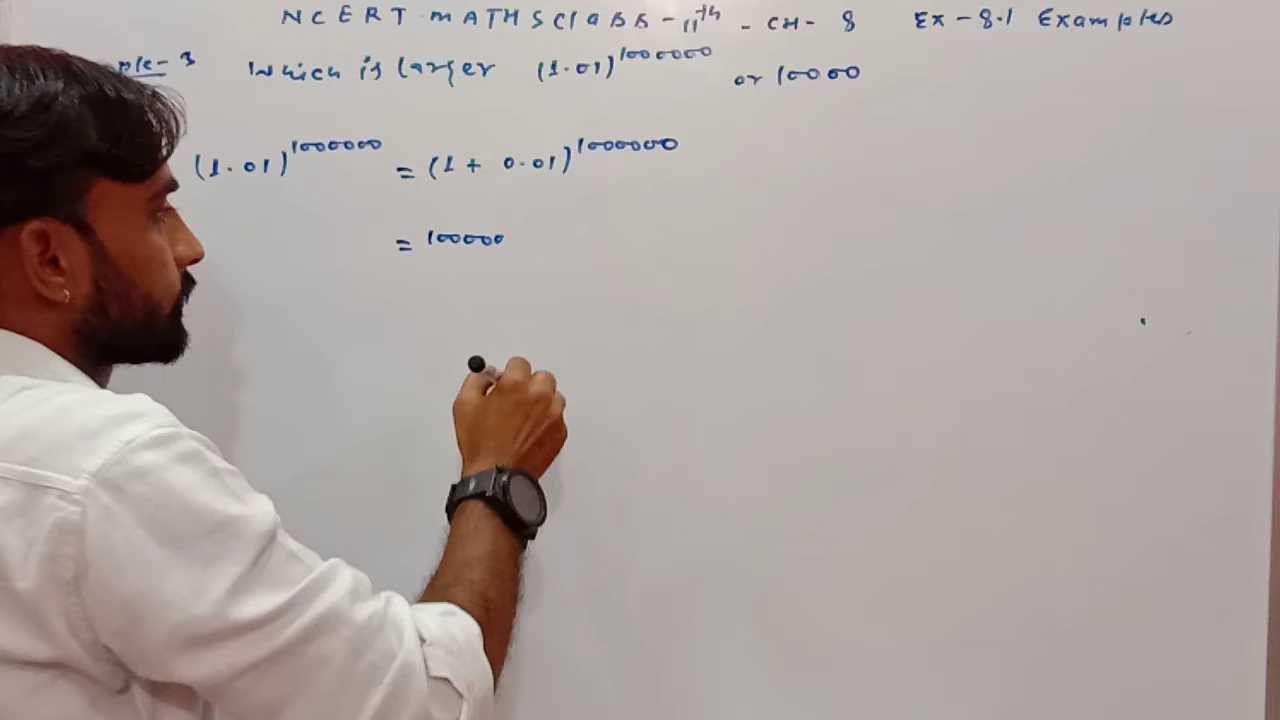 NCERT MATHS Class - 11th - CH - 8 Ex - 8.1 Examples
ple - 3 Which is larger (1.01)^1000000 or 10000
(1.01)^1000000 = (1 + 0.01)^1000000
= 100000